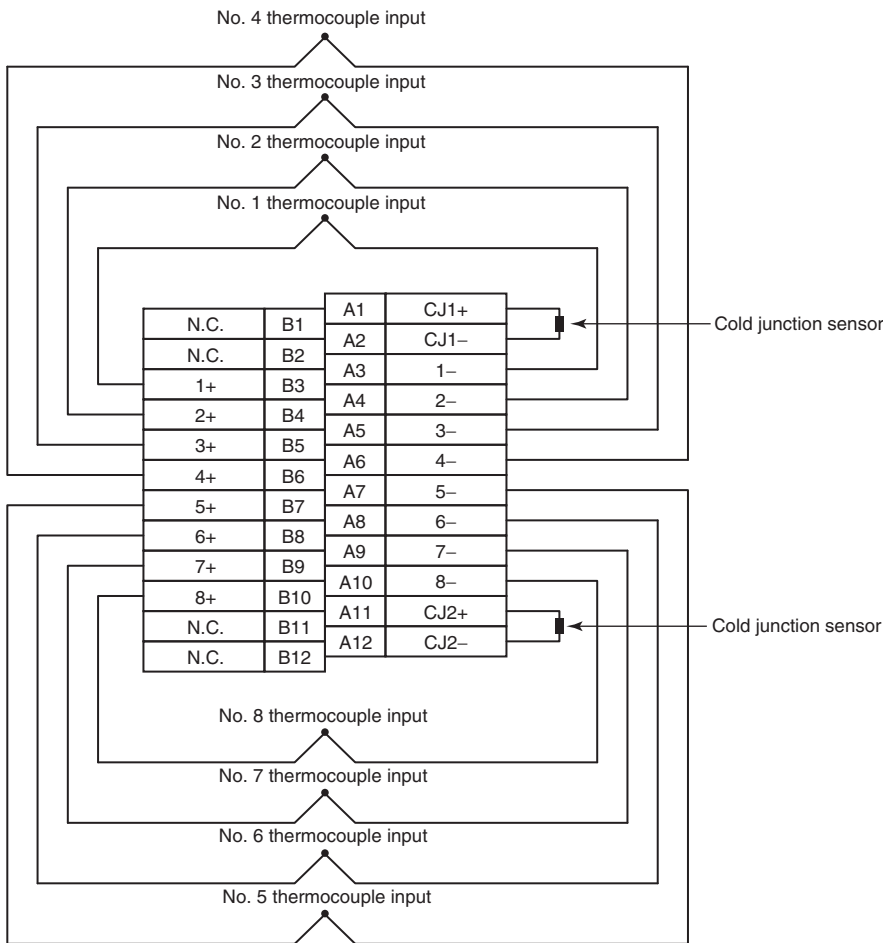 No. 4 thermocouple input
No. 3 thermocouple input
No. 2 thermocouple input
No. 1 thermocouple input
A1 CJ1+
N.C. B1
Cold junction sensor
A2 CJ1−
N.C. B2
A3 1−
1+ B3
A4 2−
2+ B4
A5 3−
3+ B5
A6 4−
4+ B6
A7 5−
5+ B7
A8 6−
6+ B8
A9 7−
7+ B9
A10 8−
8+ B10
A11 CJ2+
N.C. B11
Cold junction sensor
A12 CJ2−
N.C. B12
No. 8 thermocouple input
No. 7 thermocouple input
No. 6 thermocouple input
No. 5 thermocouple input